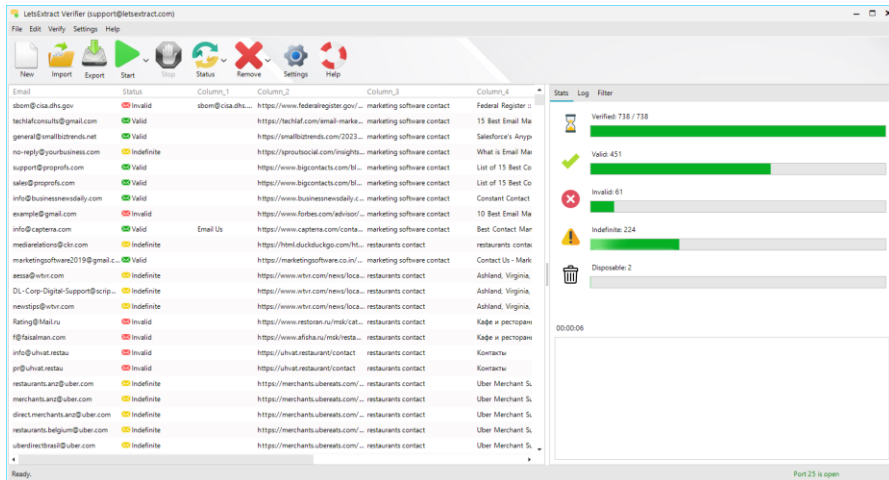 LetsExtract Verifier (support@letsextract.com)
File Edit Verify Settings Help
New Import Export Start Stop Status Remove Settings Help
Email Status Column_1 Column_2 Column_3 Column_4
sbom@cisa.dhs.gov Invalid sbom@cisa.dhs.... https://www.federalregister.gov/... marketing software contact Federal Register ::
techlafconsults@gmail.com Valid https://techlaf.com/email-marke... marketing software contact 15 Best Email Ma
general@smallbiztrends.net Valid https://smallbiztrends.com/2023... marketing software contact Salesforce's Anyp
no-reply@yourbusiness.com Indefinite https://sproutsocial.com/insights... marketing software contact What is Email Mar
support@proprofs.com Valid https://www.bigcontacts.com/bl... marketing software contact List of 15 Best Co
sales@proprofs.com Valid https://www.bigcontacts.com/bl... marketing software contact List of 15 Best Co
info@businessnewsdaily.com Valid https://www.businessnewsdaily.c... marketing software contact Constant Contact
example@gmail.com Invalid https://www.forbes.com/advisor/... marketing software contact 10 Best Email Ma
info@capterra.com Valid Email Us https://www.capterra.com/conta... marketing software contact Best Contact Man
mediarelations@ckr.com Indefinite https://html.duckduckgo.com/ht... restaurants contact restaurants contac
marketingsoftware2019@gmail.c... Valid https://marketingsoftware.co.in/... marketing software contact Contact Us - Mark
aessa@wtvr.com Indefinite https://www.wtvr.com/news/loca... restaurants contact Ashland, Virginia,
DL-Corp-Digital-Support@scrip... Indefinite https://www.wtvr.com/news/loca... restaurants contact Ashland, Virginia,
newstips@wtvr.com Indefinite https://www.wtvr.com/news/loca... restaurants contact Ashland, Virginia,
Rating@Mail.ru Invalid https://www.restoran.ru/msk/cat... restaurants contact Кафе и рестораны
f@faisalman.com Invalid https://www.afisha.ru/msk/resta... restaurants contact Кафе и рестораны
info@uhvat.restau Invalid https://uhvat.restaurant/contact restaurants contact Контакты
pr@uhvat.restau Invalid https://uhvat.restaurant/contact restaurants contact Контакты
restaurants.anz@uber.com Indefinite https://merchants.ubereats.com/... restaurants contact Uber Merchant Su
merchants.anz@uber.com Indefinite https://merchants.ubereats.com/... restaurants contact Uber Merchant Su
direct.merchants.anz@uber.com Indefinite https://merchants.ubereats.com/... restaurants contact Uber Merchant Su
restaurants.belgium@uber.com Indefinite https://merchants.ubereats.com/... restaurants contact Uber Merchant Su
uberdirectbrasil@uber.com Indefinite https://merchants.ubereats.com/... restaurants contact Uber Merchant Su
Stats Log Filter
Verified: 738 / 738
Valid: 451
Invalid: 61
Indefinite: 224
Disposable: 2
00:00:06
Ready.
Port 25 is open